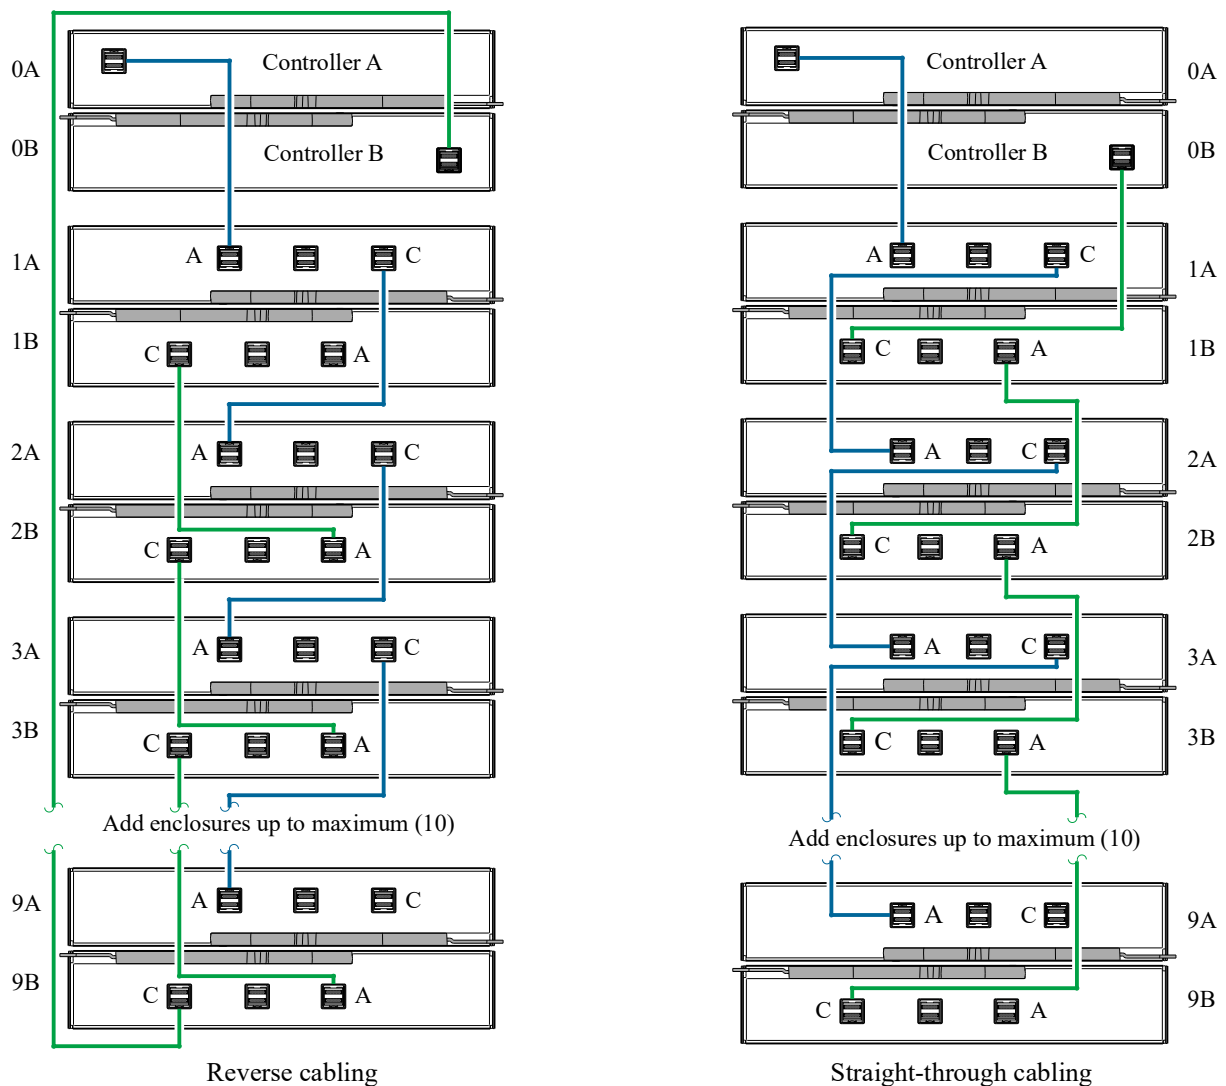 0A
Controller A
0B
Controller B
1A
A
C
1B
C
A
2A
A
C
2B
C
A
3A
A
C
3B
C
A
Add enclosures up to maximum (10)
9A
A
C
9B
C
A
Reverse cabling
Controller A
0A
Controller B
0B
A
C
1A
C
A
1B
A
C
2A
C
A
2B
A
C
3A
C
A
3B
Add enclosures up to maximum (10)
A
C
9A
C
A
9B
Straight-through cabling